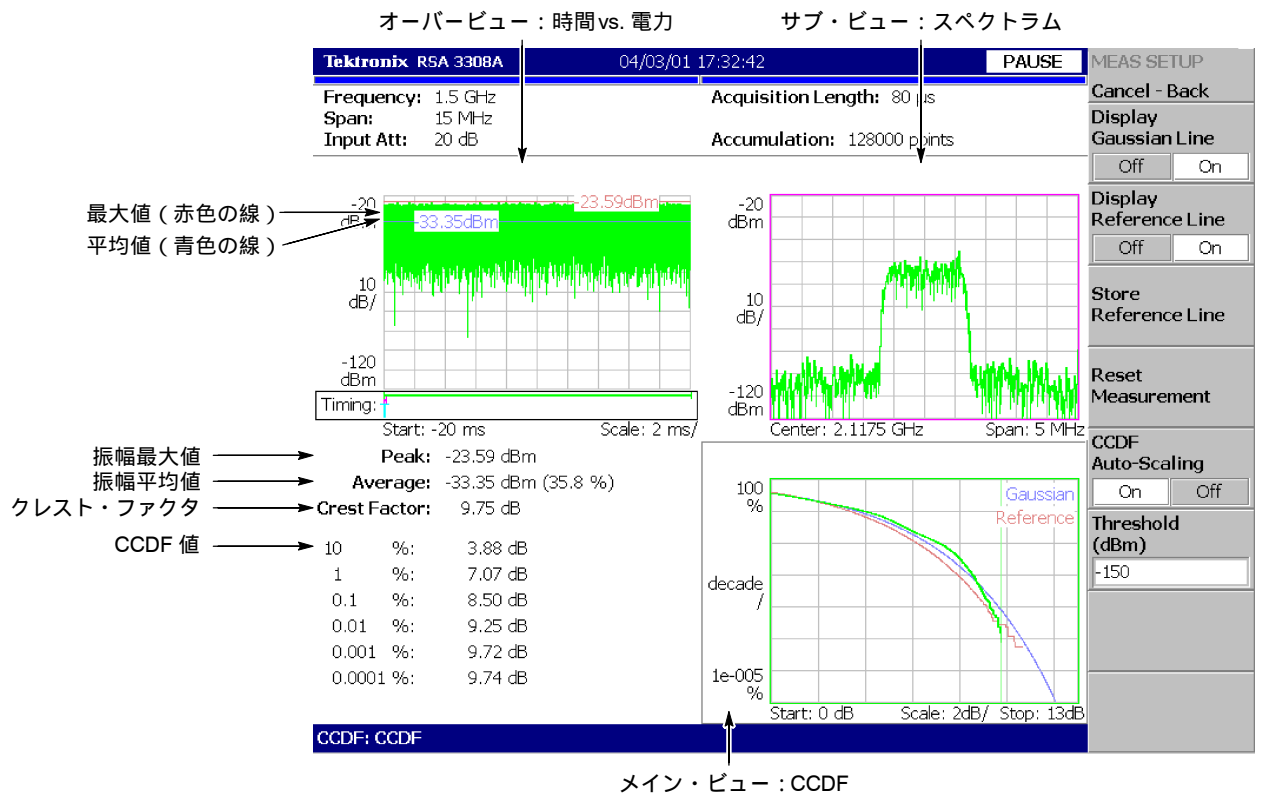 オーバービュー：時間 vs. 電力
サブ・ビュー：スペクトラム
Tektronix RSA 3308A 04/03/01 17:32:42 PAUSE
Frequency: 1.5 GHz
Span: 15 MHz
Input Att: 20 dB
Acquisition Length: 80 µs
Accumulation: 128000 points
MEAS SETUP
Cancel - Back
Display
Gaussian Line
Off On
Display
Reference Line
Off On
Store
Reference Line
Reset
Measurement
CCDF
Auto-Scaling
On Off
Threshold
(dBm)
-150
最大値（赤色の線）
平均値（青色の線）
-20
dBm
-23.59dBm
-33.35dBm
10
dB/
-120
dBm
Timing:
Start: -20 ms Scale: 2 ms/
-20
dBm
10
dB/
-120
dBm
Center: 2.1175 GHz Span: 5 MHz
振幅最大値
Peak: -23.59 dBm
振幅平均値
Average: -33.35 dBm (35.8 %)
クレスト・ファクタ
Crest Factor: 9.75 dB
CCDF 値
10 %: 3.88 dB
1 %: 7.07 dB
0.1 %: 8.50 dB
0.01 %: 9.25 dB
0.001 %: 9.72 dB
0.0001 %: 9.74 dB
100
%
Gaussian
Reference
decade
/
1e-005
%
Start: 0 dB Scale: 2dB/ Stop: 13dB
CCDF: CCDF
メイン・ビュー：CCDF